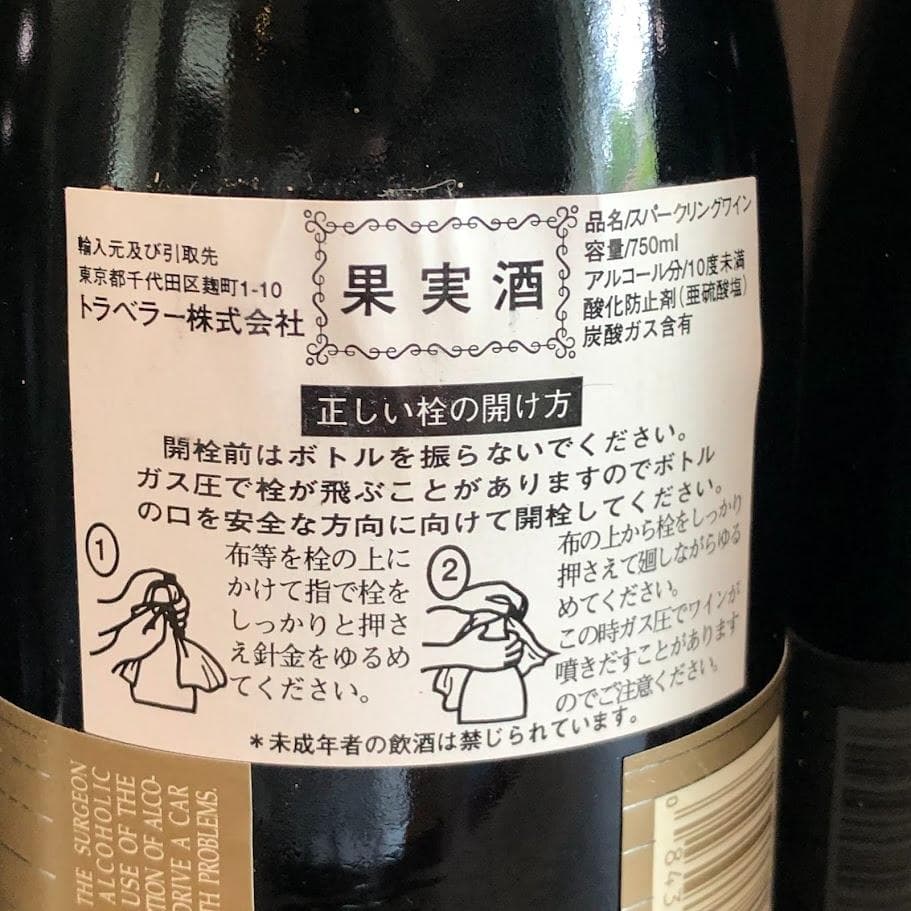 輸入元及び引取先
東京都千代田区麹町1-10
トラベラー株式会社
果実酒
品名/スパークリングワイン
容量/750ml
アルコール分/10度未満
酸化防止剤(亜硫酸塩)
炭酸ガス含有
正しい栓の開け方
開栓前はボトルを振らないでください。
ガス圧で栓が飛ぶことがありますのでボトル
の口を安全な方向に向けて開栓してください。
1
布等を栓の上に
かけて指で栓を
しっかりと押さ
え針金をゆるめ
てください。
2
布の上から栓をしっかり
押さえて廻しながらゆる
めてください。
この時ガス圧でワインが
噴きだすことがあります
のでご注意ください。
*未成年者の飲酒は禁じられています。
THE SURGEON
ALCOHOLIC
USE OF THE
TION OF ALCO-
DRIVE A CAR
TH PROBLEMS.
0 843